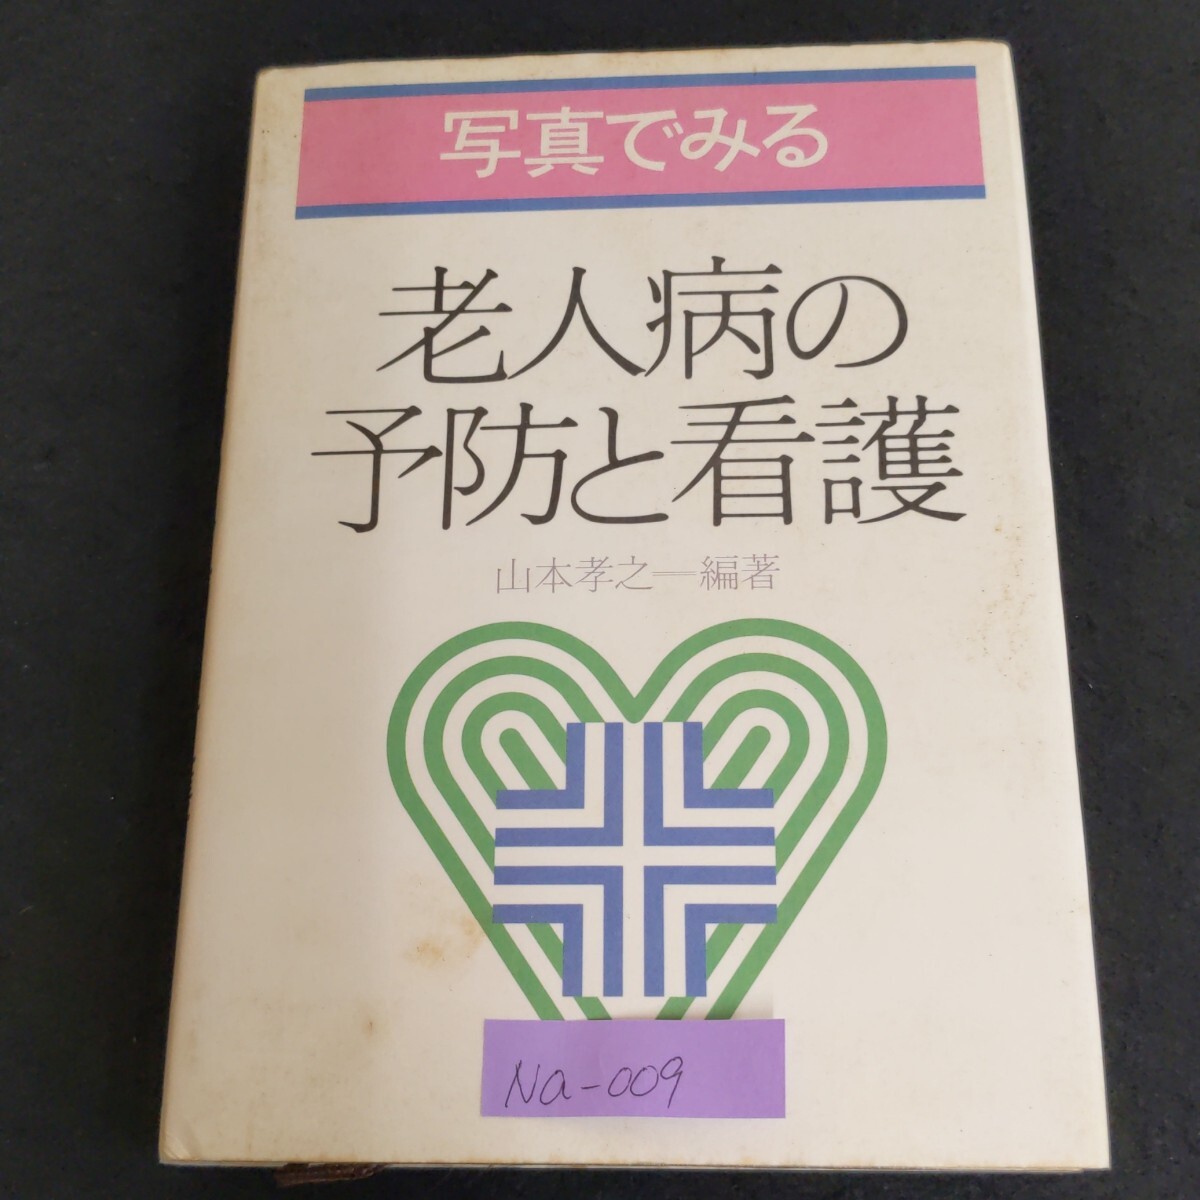 写真でみる
老人病の
予防と看護
山本孝之＝編著
Na-009